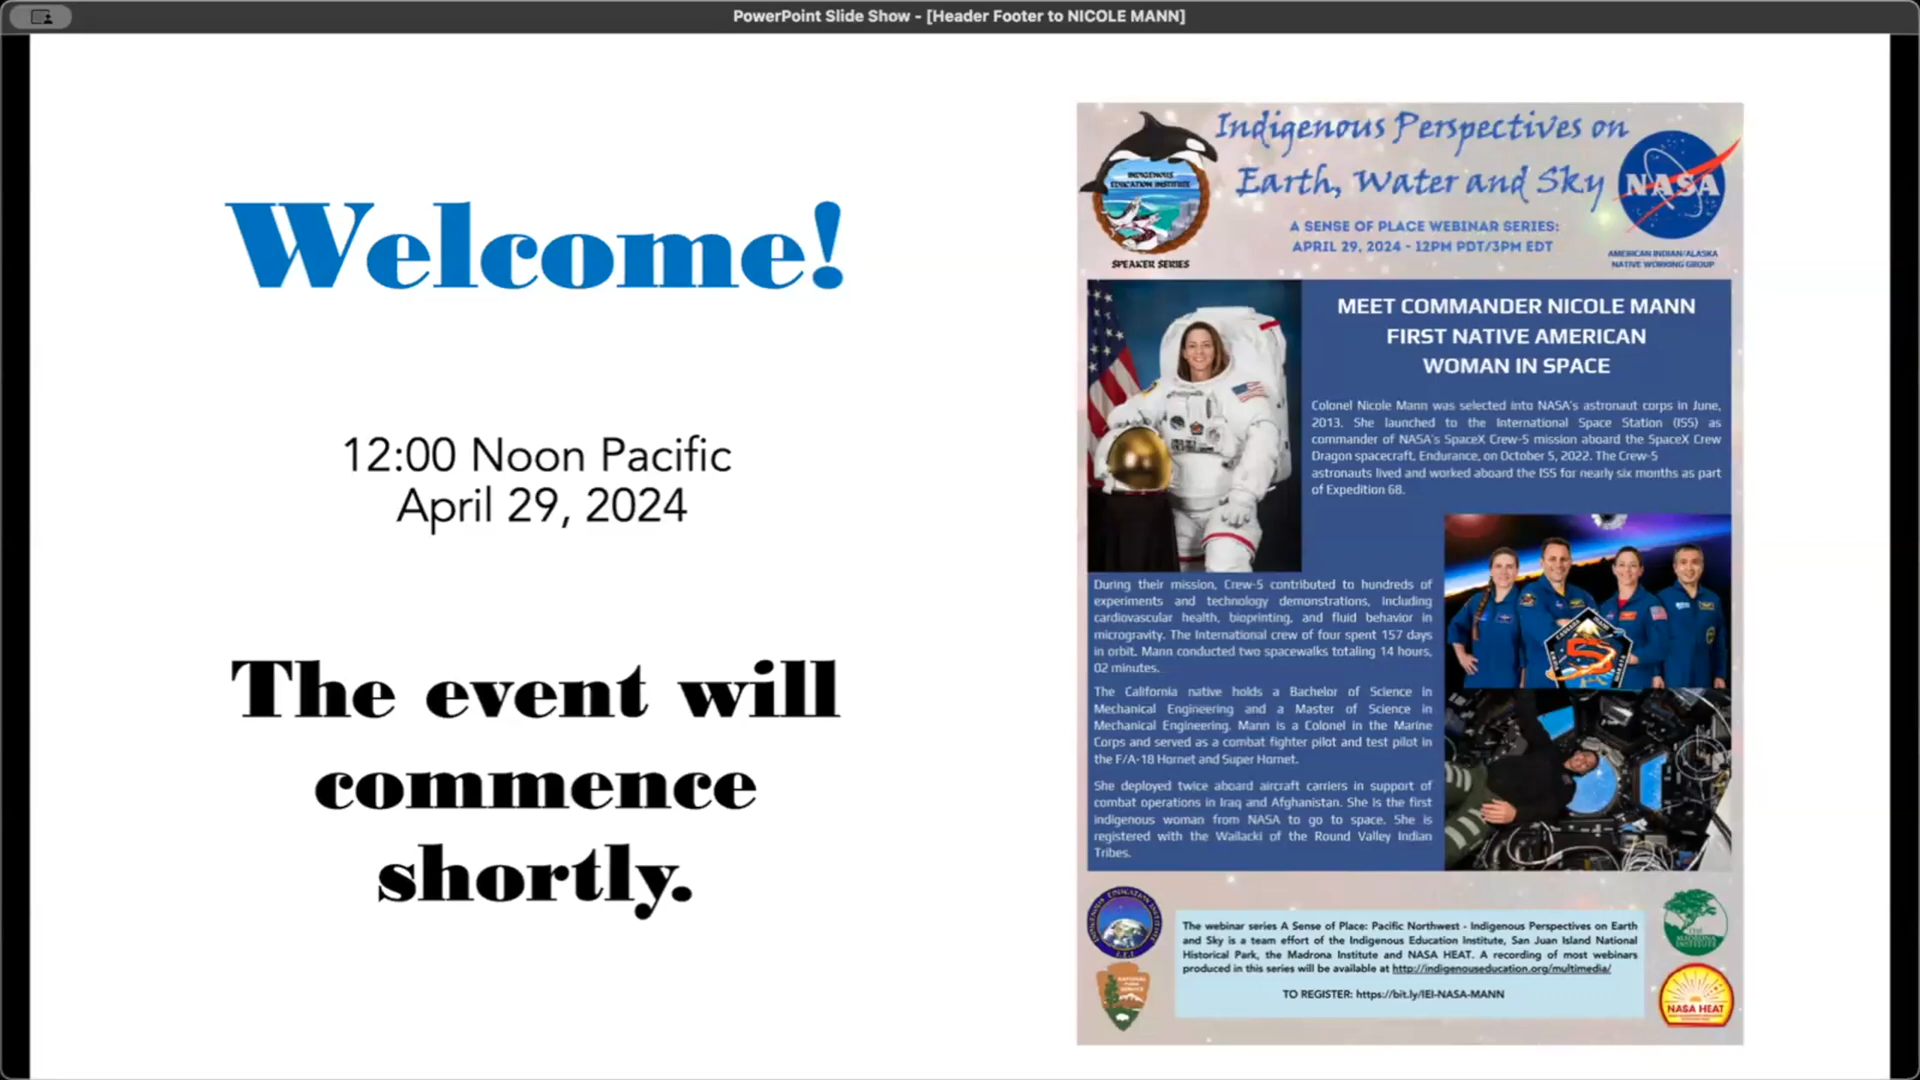 PowerPoint Slide Show - [Header Footer to NICOLE MANN]
Welcome!
12:00 Noon Pacific
April 29, 2024
The event will
commence
shortly.
Indigenous Perspectives on
Earth, Water and Sky
INDIGENOUS
EDUCATION INSTITUTE
SPEAKER SERIES
NASA
A SENSE OF PLACE WEBINAR SERIES:
APRIL 29, 2024 - 12PM PDT/3PM EDT
AMERICAN INDIAN/ALASKA
NATIVE WORKING GROUP
MEET COMMANDER NICOLE MANN
FIRST NATIVE AMERICAN
WOMAN IN SPACE
Colonel Nicole Mann was selected into NASA's astronaut corps in June,
2013. She launched to the International Space Station (ISS) as
commander of NASA's SpaceX Crew-5 mission aboard the SpaceX Crew
Dragon spacecraft, Endurance, on October 5, 2022. The Crew-5
astronauts lived and worked aboard the ISS for nearly six months as part
of Expedition 68.
During their mission, Crew-5 contributed to hundreds of
experiments and technology demonstrations, including
cardiovascular health, bioprinting, and fluid behavior in
microgravity. The International crew of four spent 157 days
in orbit. Mann conducted two spacewalks totaling 14 hours,
02 minutes.
The California native holds a Bachelor of Science in
Mechanical Engineering and a Master of Science in
Mechanical Engineering. Mann is a Colonel in the Marine
Corps and served as a combat fighter pilot and test pilot in
the F/A-18 Hornet and Super Hornet.
She deployed twice aboard aircraft carriers in support of
combat operations in Iraq and Afghanistan. She is the first
indigenous woman from NASA to go to space. She is
registered with the Wailacki of the Round Valley Indian
Tribes.
CASSADA MANN
5
INDIGENOUS EDUCATION INSTITUTE
I.E.I.
NATIONAL
PARK
SERVICE
The webinar series A Sense of Place: Pacific Northwest - Indigenous Perspectives on Earth
and Sky is a team effort of the Indigenous Education Institute, San Juan Island National
Historical Park, the Madrona Institute and NASA HEAT. A recording of most webinars
produced in this series will be available at http://indigenouseducation.org/multimedia/
TO REGISTER: https://bit.ly/IEI-NASA-MANN
THE
MADRONA
INSTITUTE
NASA HEAT